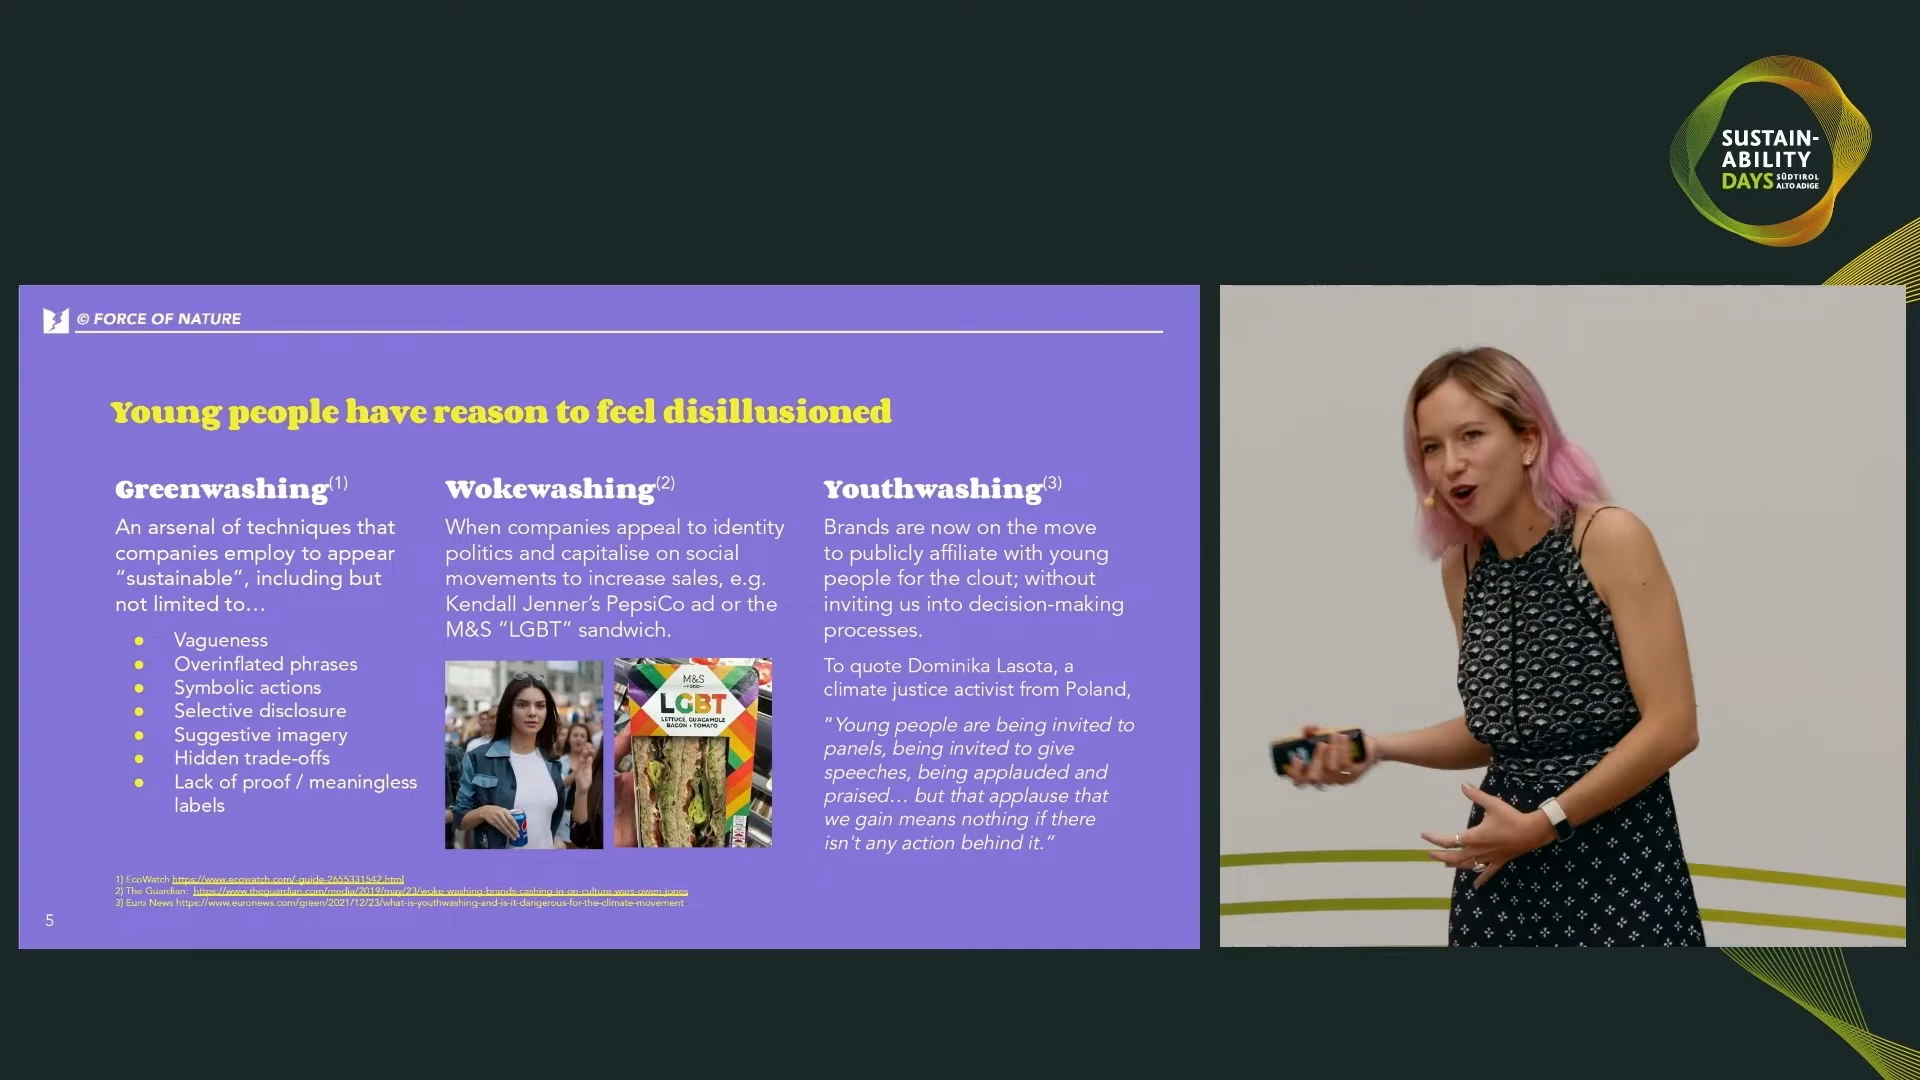 SUSTAIN-
ABILITY
DAYS SÜDTIROL
ALTO ADIGE
© FORCE OF NATURE
Young people have reason to feel disillusioned
Greenwashing(1)
An arsenal of techniques that
companies employ to appear
“sustainable”, including but
not limited to…
● Vagueness
● Overinflated phrases
● Symbolic actions
● Selective disclosure
● Suggestive imagery
● Hidden trade-offs
● Lack of proof / meaningless
labels
Wokewashing(2)
When companies appeal to identity
politics and capitalise on social
movements to increase sales, e.g.
Kendall Jenner’s PepsiCo ad or the
M&S “LGBT“ sandwich.
M&S
FOOD
LGBT
LETTUCE, GUACAMOLE
BACON + TOMATO
Youthwashing(3)
Brands are now on the move
to publicly affiliate with young
people for the clout; without
inviting us into decision-making
processes.
To quote Dominika Lasota, a
climate justice activist from Poland,
“Young people are being invited to
panels, being invited to give
speeches, being applauded and
praised… but that applause that
we gain means nothing if there
isn't any action behind it.”
1) EcoWatch https://www.ecowatch.com/-guide-2655331542.html
2) The Guardian: https://www.theguardian.com/media/2019/may/23/woke-washing-brands-cashing-in-on-culture-wars-owen-jones
3) Euro News https://www.euronews.com/green/2021/12/23/what-is-youthwashing-and-is-it-dangerous-for-the-climate-movement
5